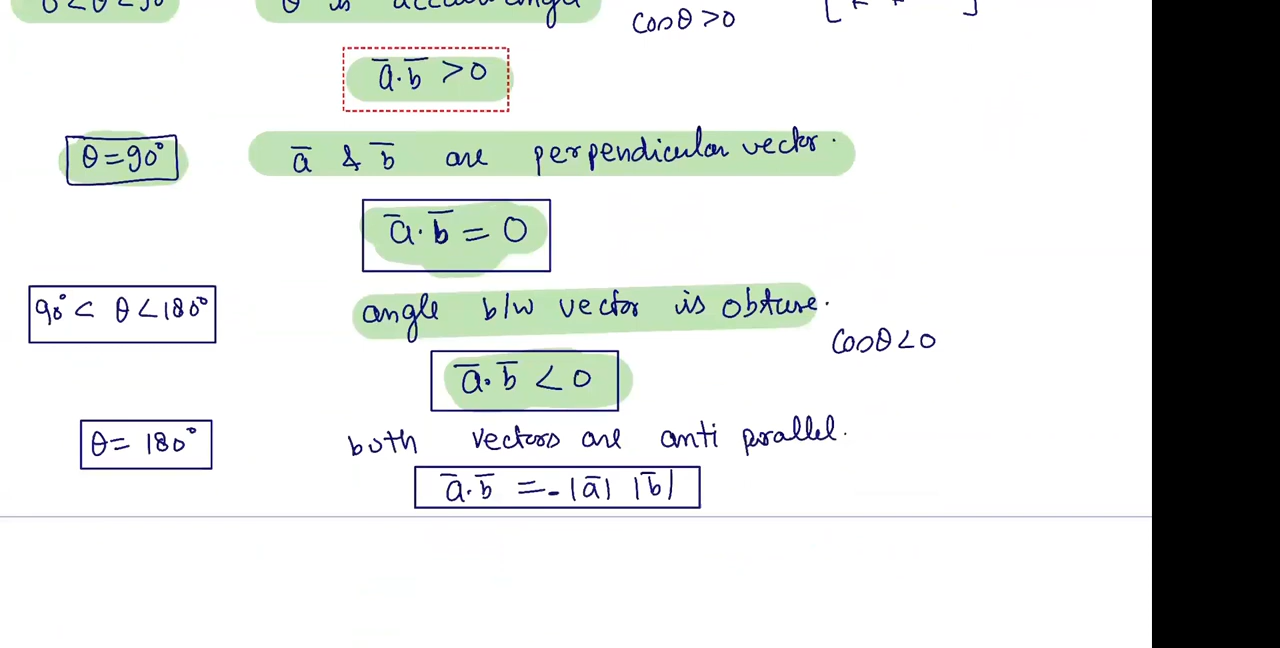 θ is
cosθ > 0
a̅·b̅ > 0
θ = 90° a̅ & b̅ are perpendicular vector.
a̅·b̅ = 0
90° < θ < 180° angle b/w vector is obtuse.
cosθ < 0
a̅·b̅ < 0
θ = 180° both vectors are anti parallel.
a̅·b̅ = -|a̅| |b̅|